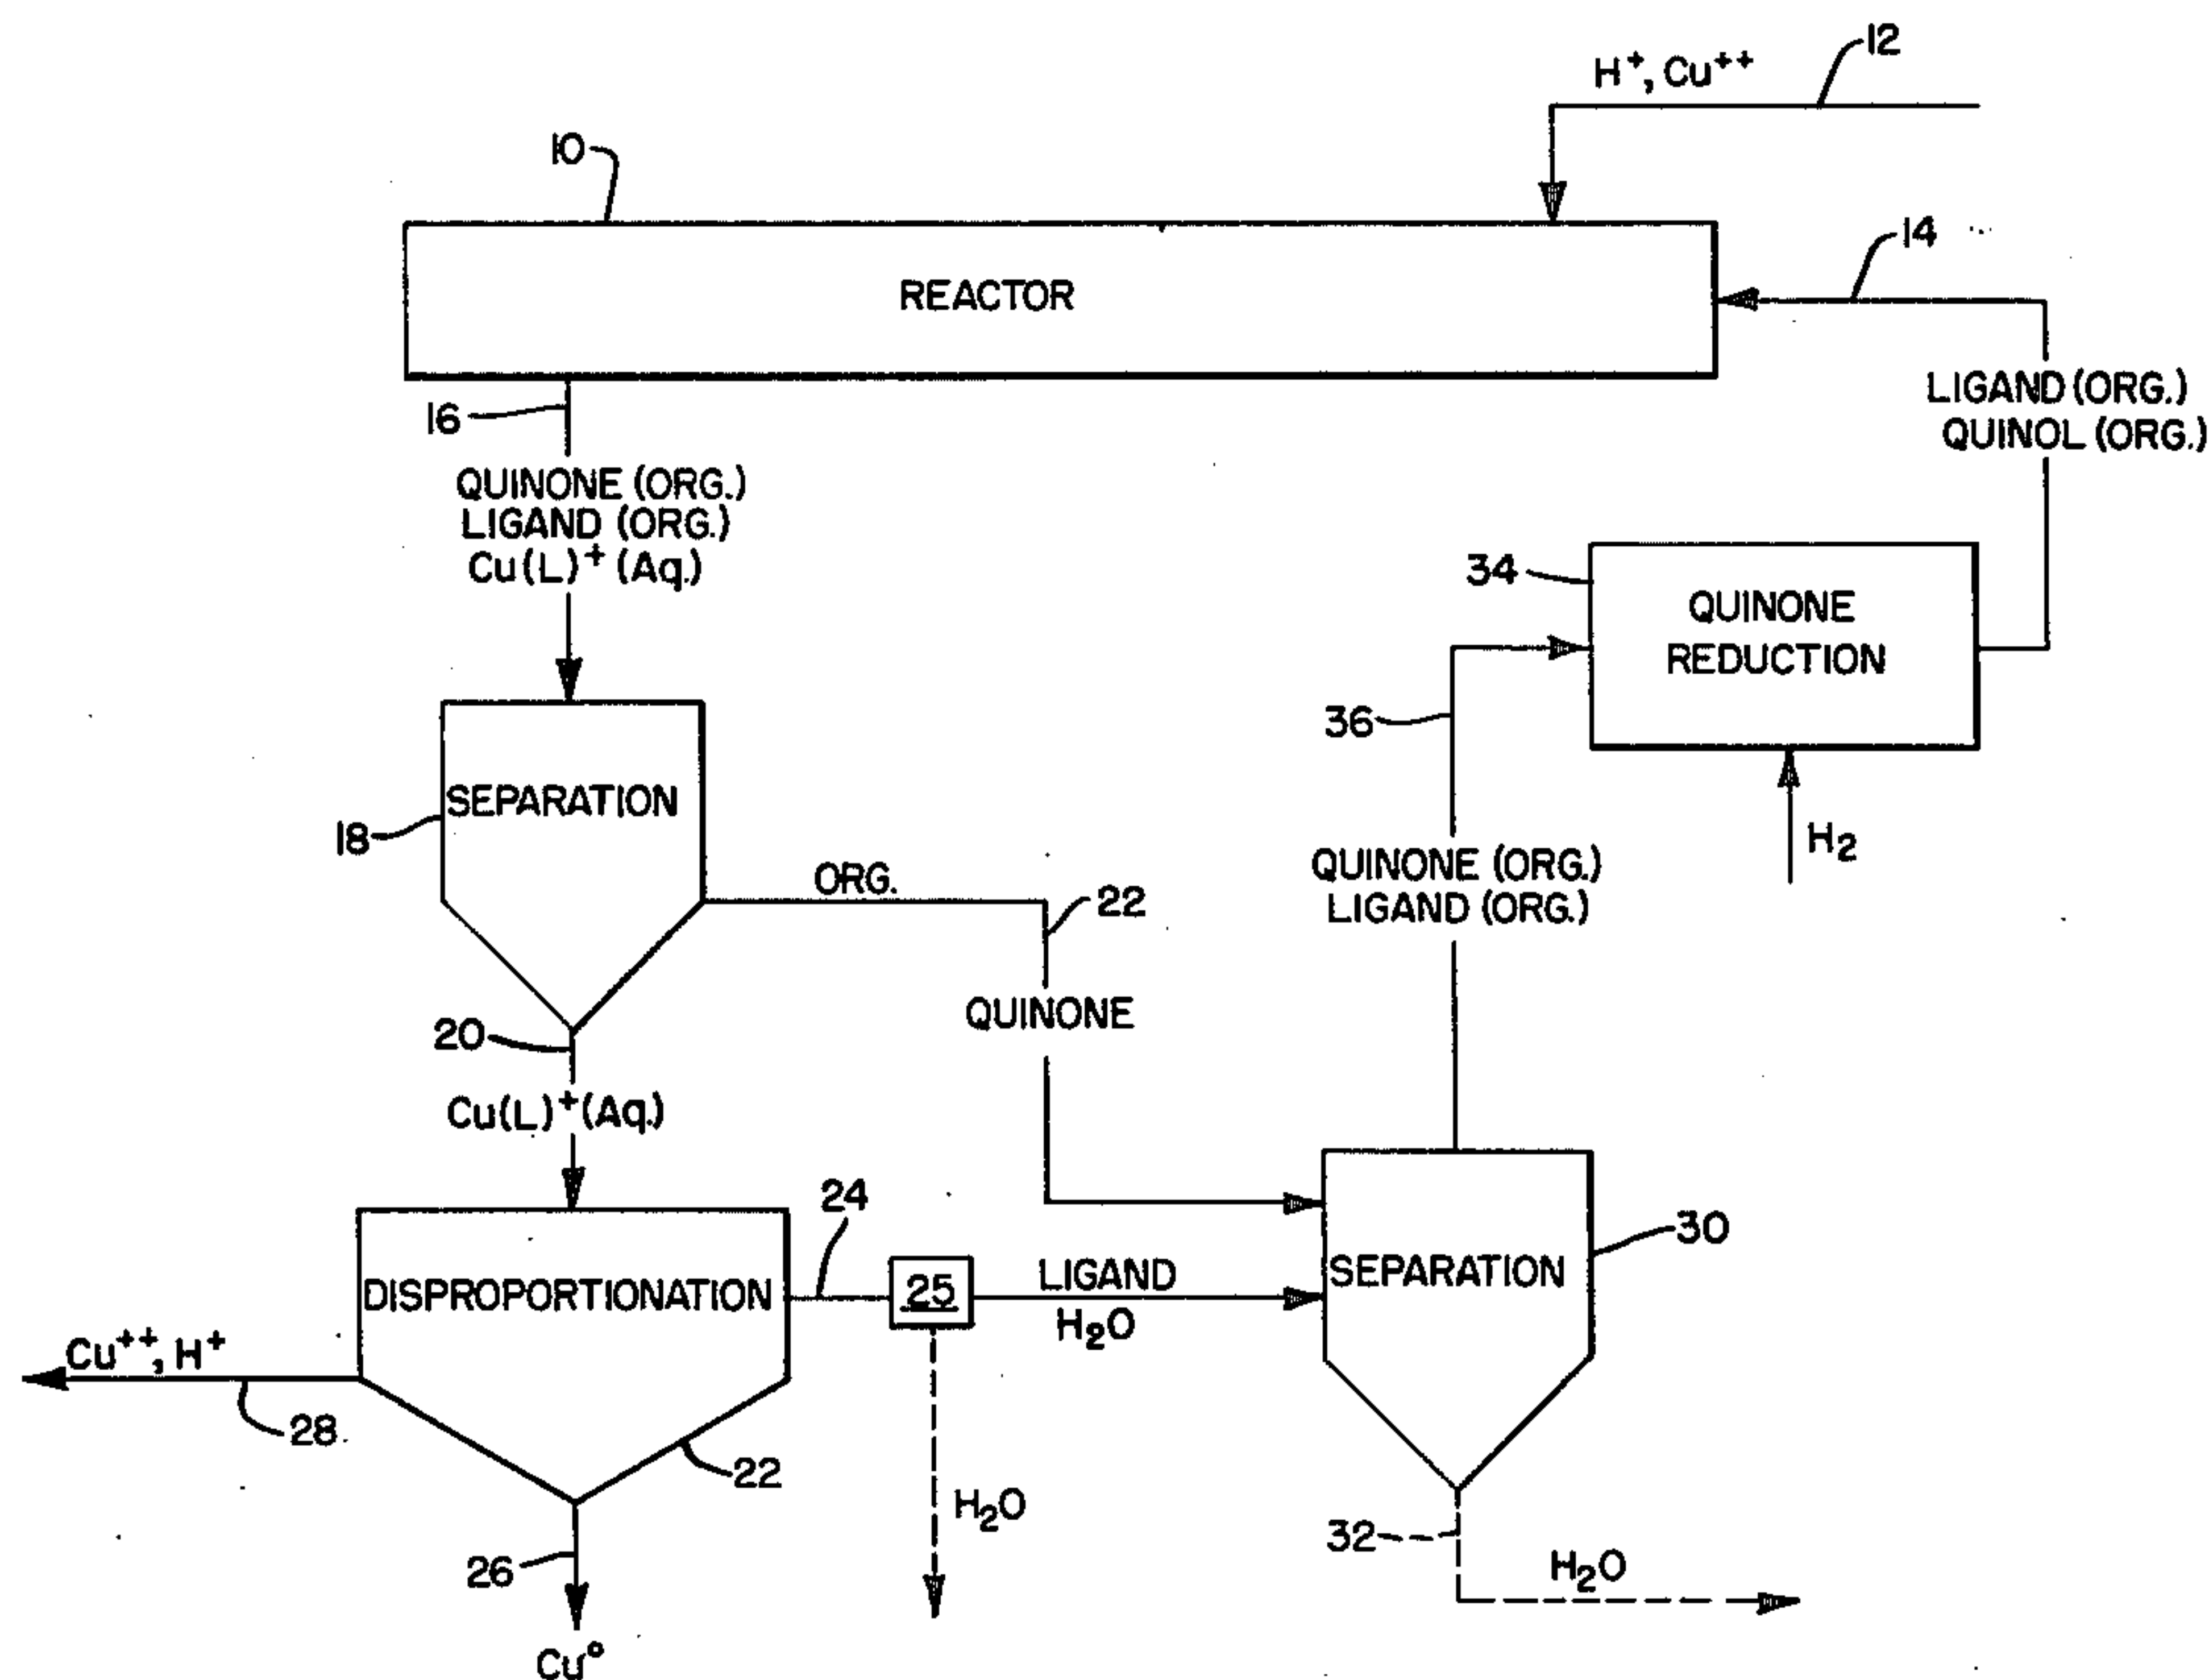 12
H⁺, Cu⁺⁺
10
14
REACTOR
LIGAND (ORG.)
QUINOL (ORG.)
16
QUINONE (ORG.)
LIGAND (ORG.)
Cu(L)⁺ (Aq.)
34
QUINONE
REDUCTION
36
SEPARATION
18
H₂
ORG.
22
QUINONE (ORG.)
LIGAND (ORG.)
QUINONE
20
Cu(L)⁺(Aq.)
24
30
DISPROPORTIONATION
25
LIGAND
H₂O
SEPARATION
Cu⁺⁺, H⁺
28
22
H₂O
32
26
H₂O
Cu°